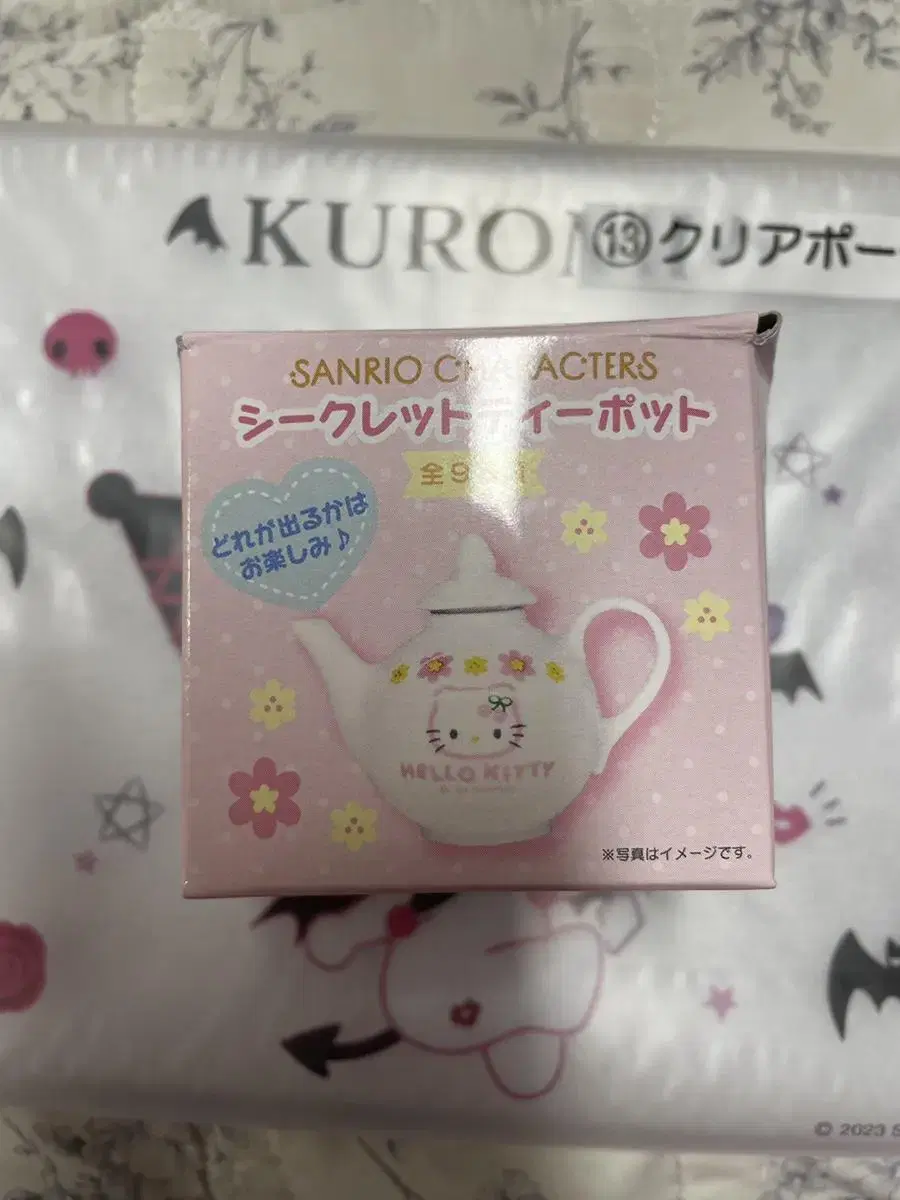 ⑬クリアポー
SANRIO CHARACTERS
シークレットティーポット
どれが出るかは
お楽しみ♪
HELLO KITTY
※写真はイメージです。
© 2023